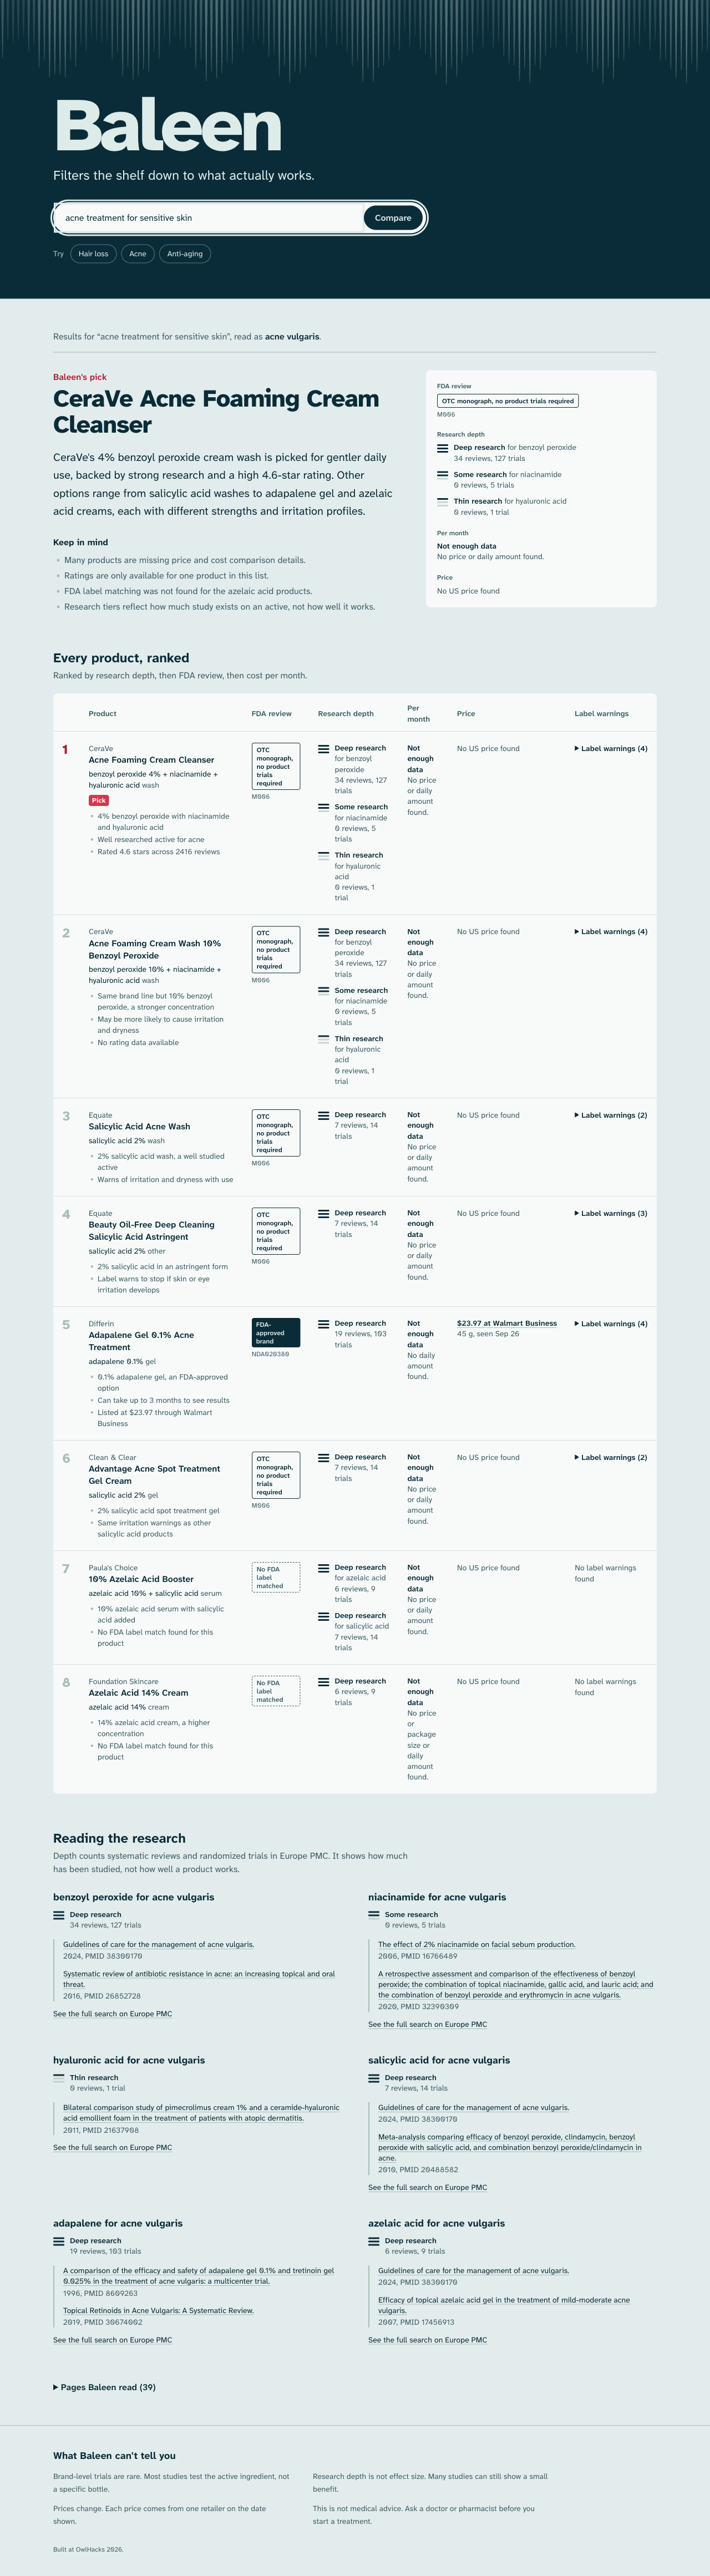 Baleen
Filters the shelf down to what actually works.
acne treatment for sensitive skin
Compare
Try
Hair loss
Acne
Anti-aging
Results for “acne treatment for sensitive skin”, read as acne vulgaris.
Baleen's pick
CeraVe Acne Foaming Cream
Cleanser
CeraVe's 4% benzoyl peroxide cream wash is picked for gentle daily
use, backed by strong research and a high 4.6-star rating. Other
options range from salicylic acid washes to adapalene gel and azelaic
acid creams, each with different strengths and irritation profiles.
Keep in mind
Many products are missing price and cost comparison details.
Ratings are only available for one product in this list.
FDA label matching was not found for the azelaic acid products.
Research tiers reflect how much study exists on an active, not how well it works.
FDA review
OTC monograph, no product trials required
M006
Research depth
Deep research for benzoyl peroxide
34 reviews, 127 trials
Some research for niacinamide
0 reviews, 5 trials
Thin research for hyaluronic acid
0 reviews, 1 trial
Per month
Not enough data
No price or daily amount found.
Price
No US price found
Every product, ranked
Ranked by research depth, then FDA review, then cost per month.
Product
FDA review
Research depth
Per
month
Price
Label warnings
1
CeraVe
Acne Foaming Cream Cleanser
benzoyl peroxide 4% + niacinamide +
hyaluronic acid wash
Pick
4% benzoyl peroxide with niacinamide
and hyaluronic acid
Well researched active for acne
Rated 4.6 stars across 2416 reviews
OTC
monograph,
no product
trials
required
M006
Deep research
for benzoyl
peroxide
34 reviews, 127
trials
Some research
for niacinamide
0 reviews, 5
trials
Thin research
for hyaluronic
acid
0 reviews, 1
trial
Not
enough
data
No price
or daily
amount
found.
No US price found
Label warnings (4)
2
CeraVe
Acne Foaming Cream Wash 10%
Benzoyl Peroxide
benzoyl peroxide 10% + niacinamide +
hyaluronic acid wash
Same brand line but 10% benzoyl
peroxide, a stronger concentration
May be more likely to cause irritation
and dryness
No rating data available
OTC
monograph,
no product
trials
required
M006
Deep research
for benzoyl
peroxide
34 reviews, 127
trials
Some research
for niacinamide
0 reviews, 5
trials
Thin research
for hyaluronic
acid
0 reviews, 1
trial
Not
enough
data
No price
or daily
amount
found.
No US price found
Label warnings (4)
3
Equate
Salicylic Acid Acne Wash
salicylic acid 2% wash
2% salicylic acid wash, a well studied
active
Warns of irritation and dryness with use
OTC
monograph,
no product
trials
required
M006
Deep research
7 reviews, 14
trials
Not
enough
data
No price
or daily
amount
found.
No US price found
Label warnings (2)
4
Equate
Beauty Oil-Free Deep Cleaning
Salicylic Acid Astringent
salicylic acid 2% other
2% salicylic acid in an astringent form
Label warns to stop if skin or eye
irritation develops
OTC
monograph,
no product
trials
required
M006
Deep research
7 reviews, 14
trials
Not
enough
data
No price
or daily
amount
found.
No US price found
Label warnings (3)
5
Differin
Adapalene Gel 0.1% Acne
Treatment
adapalene 0.1% gel
0.1% adapalene gel, an FDA-approved
option
Can take up to 3 months to see results
Listed at $23.97 through Walmart
Business
FDA-
approved
brand
NDA020380
Deep research
19 reviews, 103
trials
Not
enough
data
No daily
amount
found.
$23.97 at Walmart Business
45 g, seen Sep 26
Label warnings (4)
6
Clean & Clear
Advantage Acne Spot Treatment
Gel Cream
salicylic acid 2% gel
2% salicylic acid spot treatment gel
Same irritation warnings as other
salicylic acid products
OTC
monograph,
no product
trials
required
M006
Deep research
7 reviews, 14
trials
Not
enough
data
No price
or daily
amount
found.
No US price found
Label warnings (2)
7
Paula's Choice
10% Azelaic Acid Booster
azelaic acid 10% + salicylic acid serum
10% azelaic acid serum with salicylic
acid added
No FDA label match found for this
product
No FDA
label
matched
Deep research
for azelaic acid
6 reviews, 9
trials
Deep research
for salicylic acid
7 reviews, 14
trials
Not
enough
data
No price
or daily
amount
found.
No US price found
No label warnings
found
8
Foundation Skincare
Azelaic Acid 14% Cream
azelaic acid 14% cream
14% azelaic acid cream, a higher
concentration
No FDA label match found for this
product
No FDA
label
matched
Deep research
6 reviews, 9
trials
Not
enough
data
No price
or
package
size or
daily
amount
found.
No US price found
No label warnings
found
Reading the research
Depth counts systematic reviews and randomized trials in Europe PMC. It shows how much
has been studied, not how well a product works.
benzoyl peroxide for acne vulgaris
Deep research
34 reviews, 127 trials
Guidelines of care for the management of acne vulgaris.
2024, PMID 38300170
Systematic review of antibiotic resistance in acne: an increasing topical and oral
threat.
2016, PMID 26852728
See the full search on Europe PMC
niacinamide for acne vulgaris
Some research
0 reviews, 5 trials
The effect of 2% niacinamide on facial sebum production.
2006, PMID 16766489
A retrospective assessment and comparison of the effectiveness of benzoyl
peroxide; the combination of topical niacinamide, gallic acid, and lauric acid; and
the combination of benzoyl peroxide and erythromycin in acne vulgaris.
2020, PMID 32390309
See the full search on Europe PMC
hyaluronic acid for acne vulgaris
Thin research
0 reviews, 1 trial
Bilateral comparison study of pimecrolimus cream 1% and a ceramide-hyaluronic
acid emollient foam in the treatment of patients with atopic dermatitis.
2011, PMID 21637908
See the full search on Europe PMC
salicylic acid for acne vulgaris
Deep research
7 reviews, 14 trials
Guidelines of care for the management of acne vulgaris.
2024, PMID 38300170
Meta-analysis comparing efficacy of benzoyl peroxide, clindamycin, benzoyl
peroxide with salicylic acid, and combination benzoyl peroxide/clindamycin in
acne.
2010, PMID 20488582
See the full search on Europe PMC
adapalene for acne vulgaris
Deep research
19 reviews, 103 trials
A comparison of the efficacy and safety of adapalene gel 0.1% and tretinoin gel
0.025% in the treatment of acne vulgaris: a multicenter trial.
1996, PMID 8609263
Topical Retinoids in Acne Vulgaris: A Systematic Review.
2019, PMID 30674002
See the full search on Europe PMC
azelaic acid for acne vulgaris
Deep research
6 reviews, 9 trials
Guidelines of care for the management of acne vulgaris.
2024, PMID 38300170
Efficacy of topical azelaic acid gel in the treatment of mild-moderate acne
vulgaris.
2007, PMID 17456913
See the full search on Europe PMC
Pages Baleen read (39)
What Baleen can't tell you
Brand-level trials are rare. Most studies test the active ingredient, not
a specific bottle.
Research depth is not effect size. Many studies can still show a small
benefit.
Prices change. Each price comes from one retailer on the date
shown.
This is not medical advice. Ask a doctor or pharmacist before you
start a treatment.
Built at OwlHacks 2026.